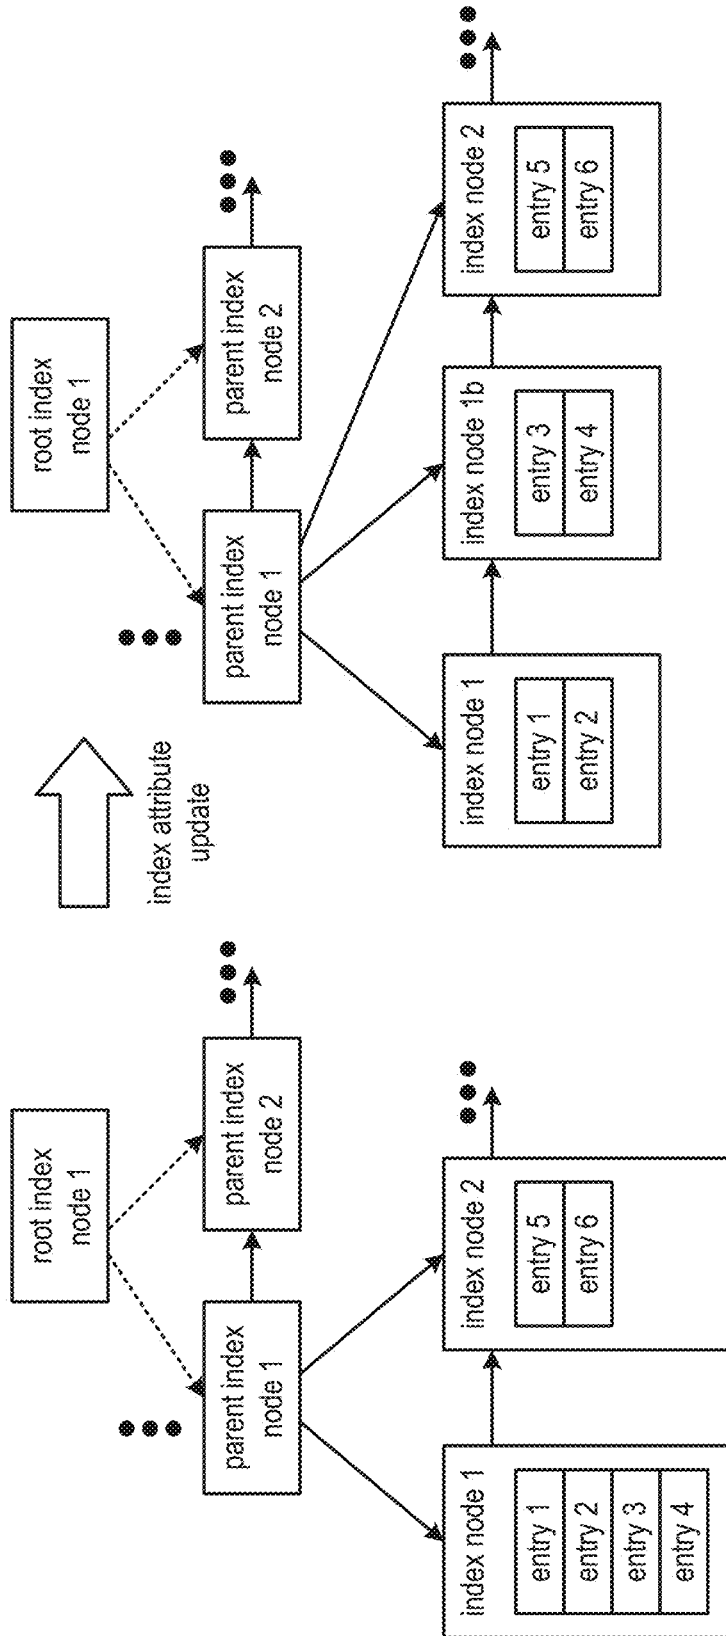 root index
node 1
parent index
node 1
parent index
node 2
index node 1
entry 1
entry 2
entry 3
entry 4
index node 2
entry 5
entry 6
index attribute
update
root index
node 1
parent index
node 1
parent index
node 2
index node 1
entry 1
entry 2
index node 1b
entry 3
entry 4
index node 2
entry 5
entry 6